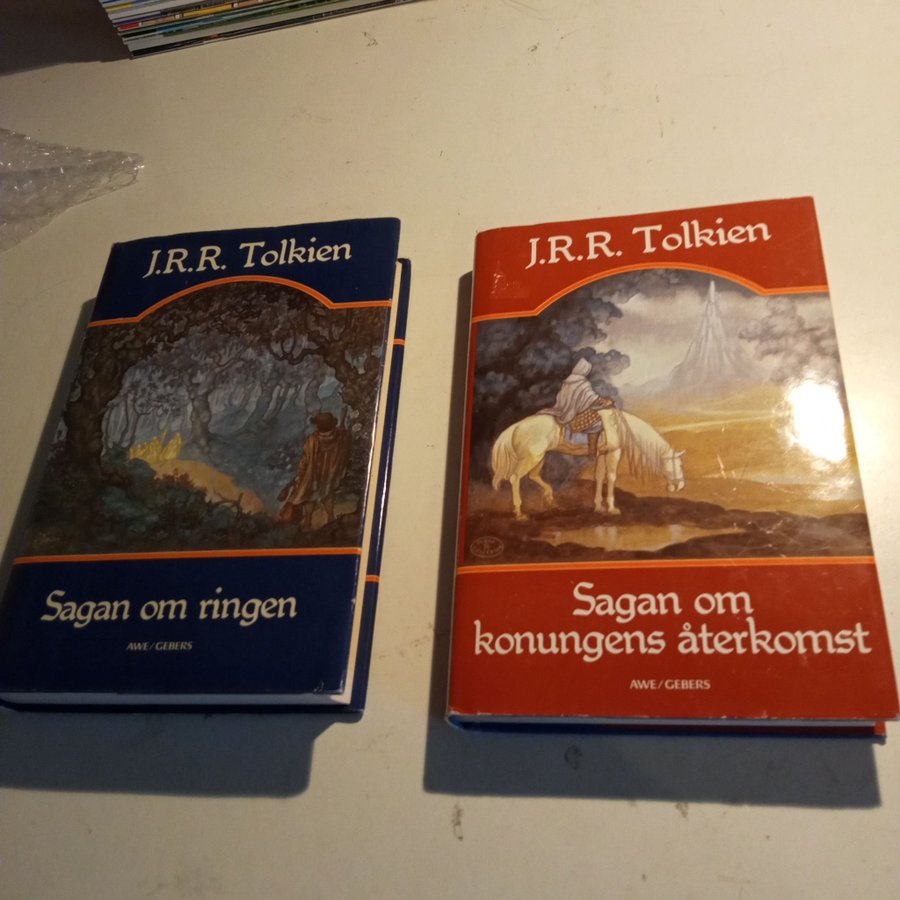 J.R.R. Tolkien
Sagan om ringen
AWE/GEBERS
J.R.R. Tolkien
Sagan om
konungens återkomst
AWE/GEBERS